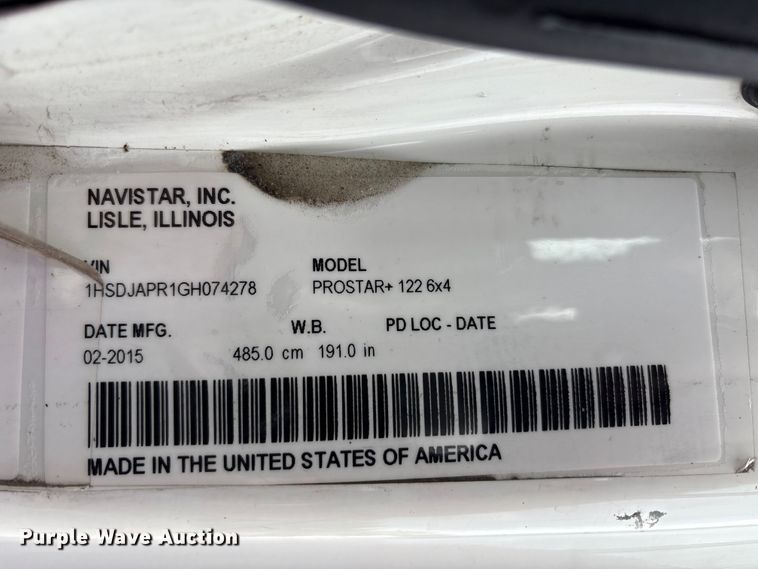 NAVISTAR, INC.
LISLE, ILLINOIS
VIN MODEL
1HSDJAPR1GH074278 PROSTAR+ 122 6x4
DATE MFG. W.B. PD LOC - DATE
02-2015 485.0 cm 191.0 in
MADE IN THE UNITED STATES OF AMERICA
Purple Wave Auction